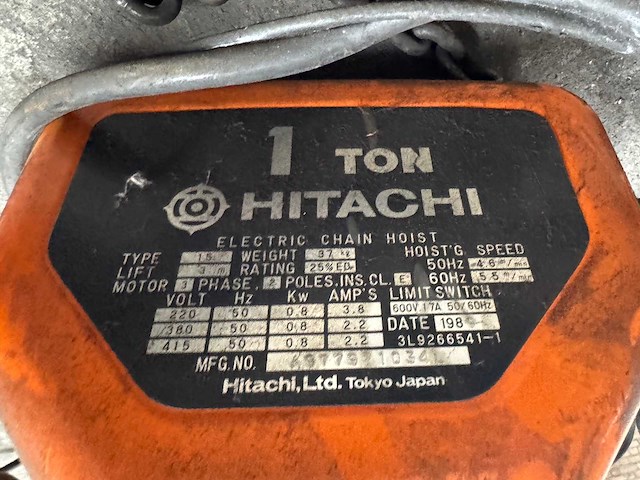 1 TON
HITACHI
ELECTRIC CHAIN HOIST
TYPE 1S WEIGHT 37 kg HOIST'G. SPEED
LIFT 3 m RATING 25%ED. 50Hz 4.6 m/min
MOTOR 3 PHASE, POLES, INS. CL. E 60Hz 5.5 m/min
VOLT Hz Kw AMP'S LIMIT SWITCH
220 50 0.8 3.8 600V 17A 50/60Hz
380 50 0.8 2.2 DATE 198
415 50 0.8 2.2 3L9266541-1
MFG.NO.
Hitachi, Ltd. Tokyo Japan